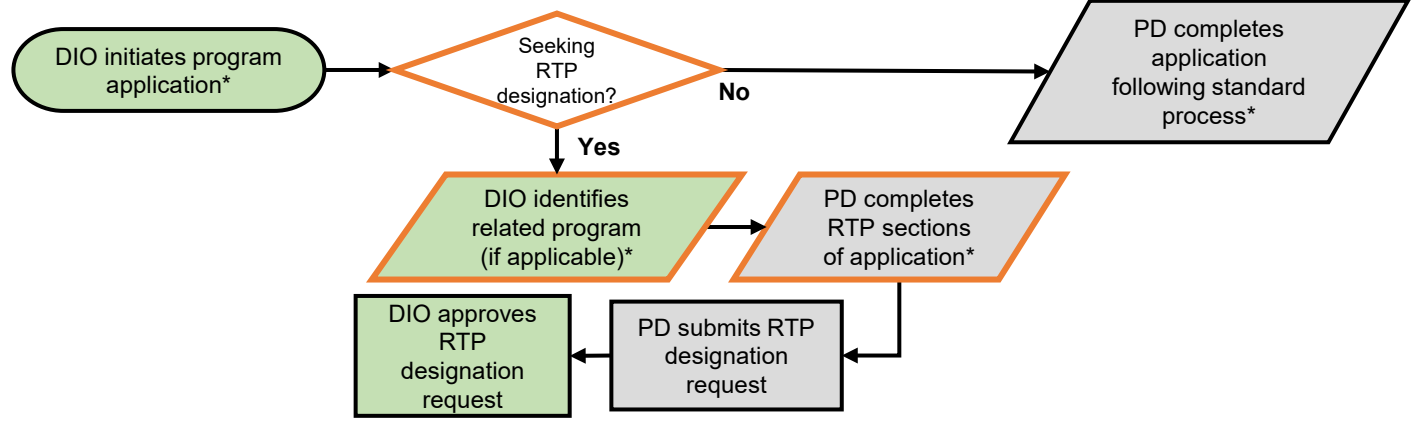 DIO initiates program
application*
Seeking
RTP
designation?
No
PD completes
application
following standard
process*
Yes
DIO identifies
related program
(if applicable)*
PD completes
RTP sections
of application*
PD submits RTP
designation
request
DIO approves
RTP
designation
request